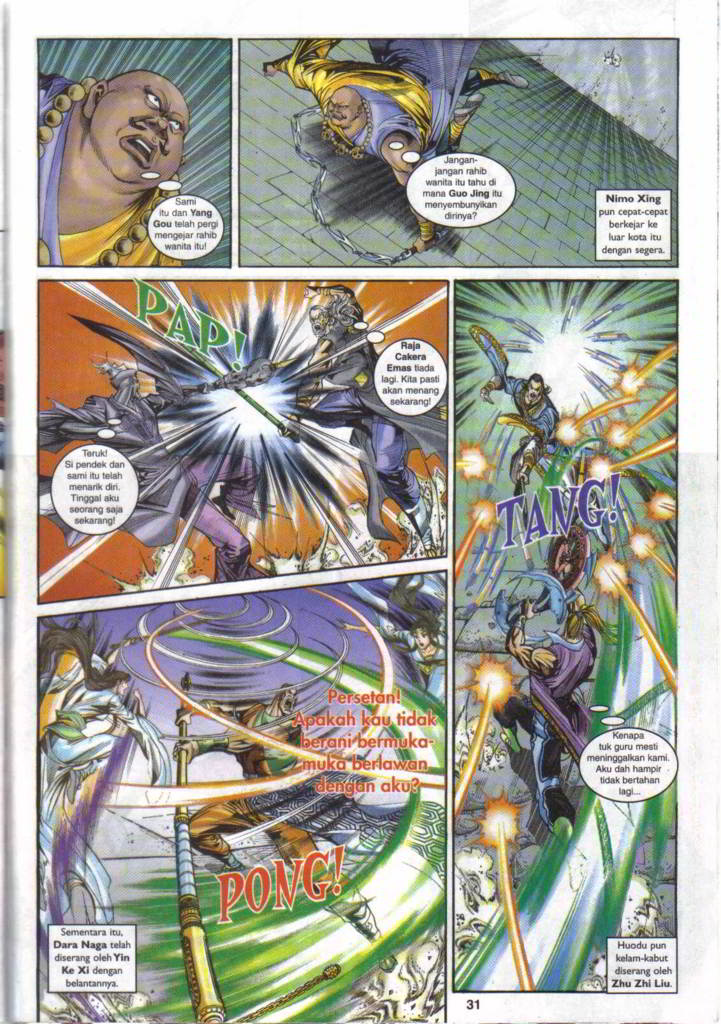 Sami
itu dan Yang
Gou telah pergi
mengejar rahib
wanita itu!
Jangan-
jangan rahib
wanita itu tahu di
mana Guo Jing itu
menyembunyikan
dirinya?
Nimo Xing
pun cepat-cepat
berkejar ke
luar kota itu
dengan segera.
PAP!
Raja
Cakera
Emas tiada
lagi. Kita pasti
akan menang
sekarang!
Teruk!
Si pendek dan
sami itu telah
menarik diri.
Tinggal aku
seorang saja
sekarang!
TANG!
Kenapa
tuk guru mesti
meninggalkan kami.
Aku dah hampir
tidak bertahan
lagi...
Huodu pun
kelam-kabut
diserang oleh
Zhu Zhi Liu.
Persetan!
Apakah kau tidak
berani bermuka-
muka berlawan
dengan aku?
PONG!
Sementara itu,
Dara Naga telah
diserang oleh Yin
Ke Xi dengan
belantannya.
31